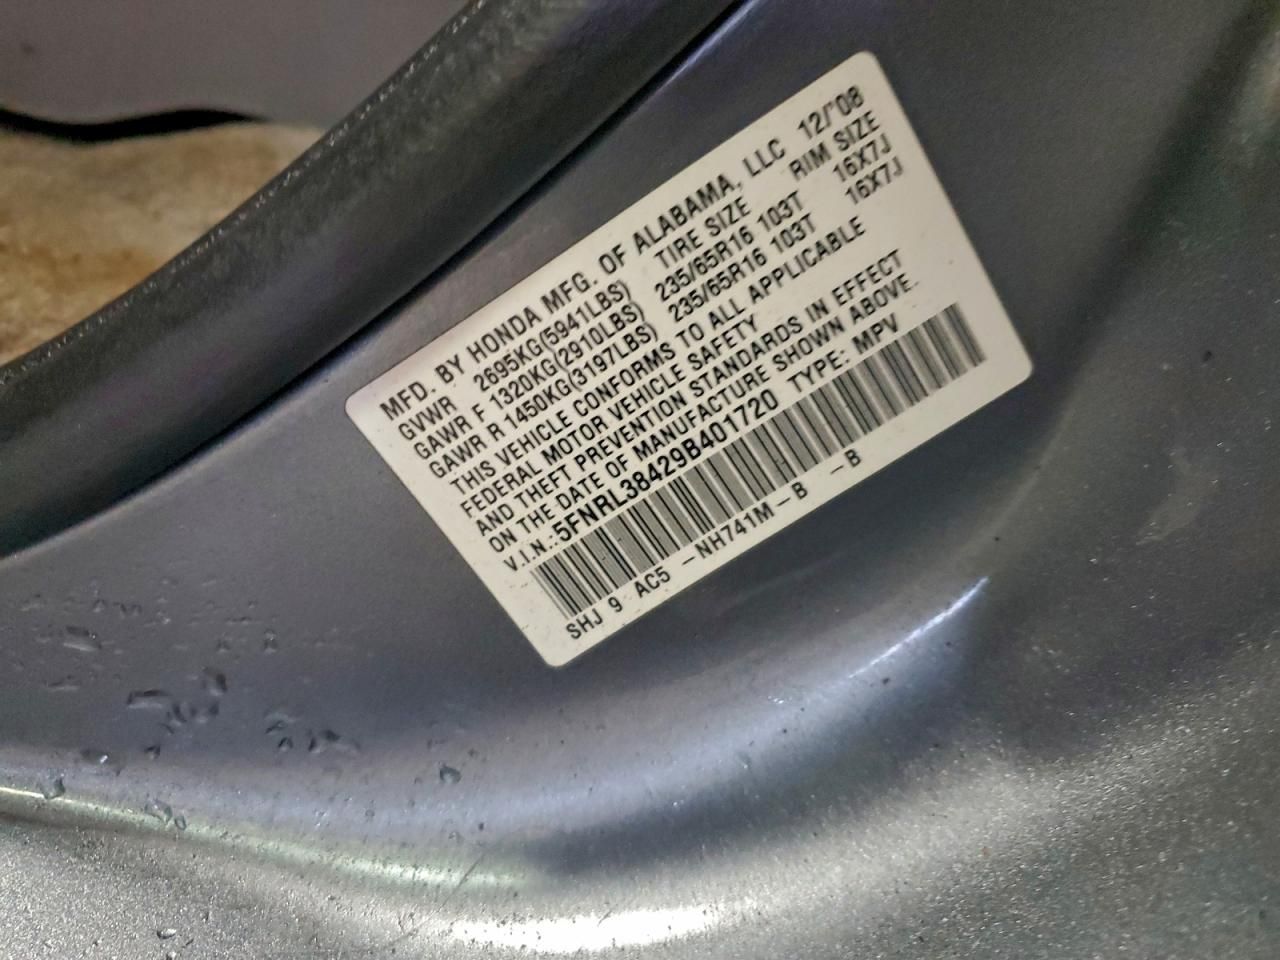 MFD. BY HONDA MFG. OF ALABAMA, LLC 12/'08
GVWR 2695KG(5941LBS) TIRE SIZE RIM SIZE
GAWR F 1320KG(2910LBS) 235/65R16 103T 16X7J
GAWR R 1450KG(3197LBS) 235/65R16 103T 16X7J
THIS VEHICLE CONFORMS TO ALL APPLICABLE
FEDERAL MOTOR VEHICLE SAFETY
AND THEFT PREVENTION STANDARDS IN EFFECT
ON THE DATE OF MANUFACTURE SHOWN ABOVE.
V.I.N.:5FNRL38429B401720 TYPE: MPV
SHJ 9 AC5 -NH741M-B -B